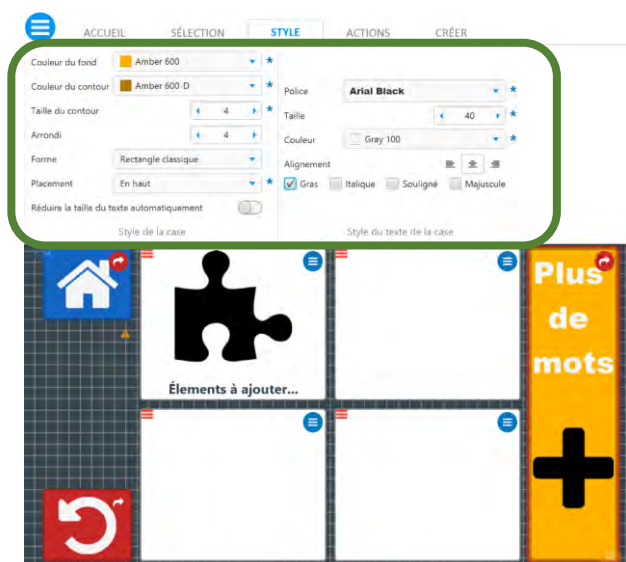 ACCUEIL SÉLECTION STYLE ACTIONS CRÉER
Couleur du fond Amber 600 *
Couleur du contour Amber 600-D *
Taille du contour 4 *
Arrondi 4
Forme Rectangle classique
Placement En haut *
Réduire la taille du texte automatiquement
Style de la case
Police Arial Black *
Taille 40 *
Couleur Gray 100 *
Alignement
Gras Italique Souligné Majuscule
Style du texte de la case
Élements à ajouter...
Plus
de
mots